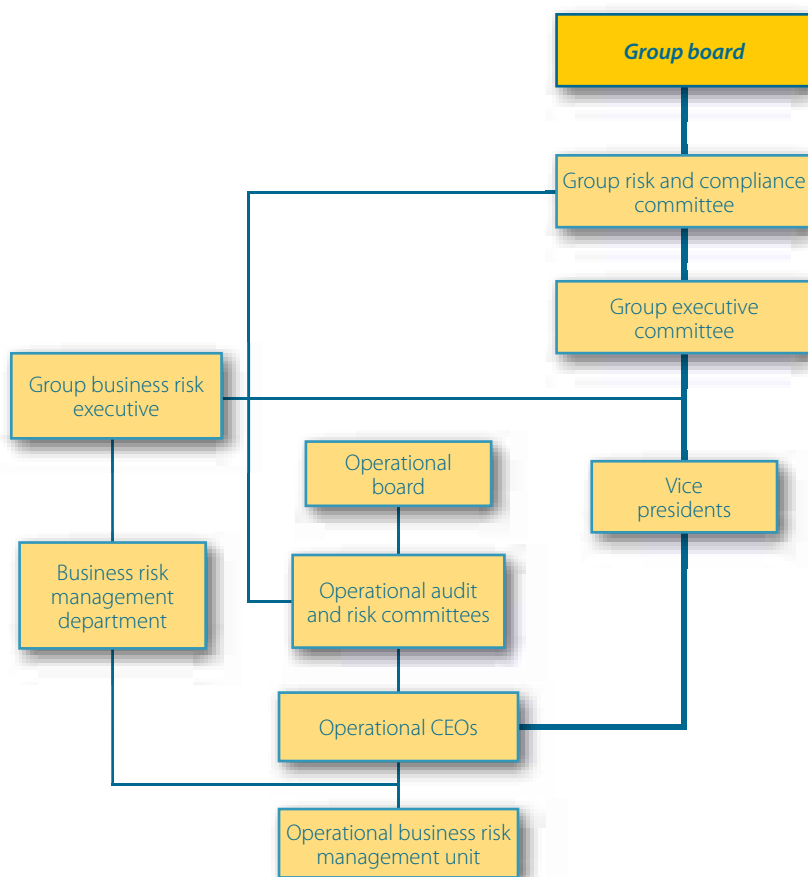 Group board
Group risk and compliance
committee
Group executive
committee
Group business risk
executive
Operational
board
Vice
presidents
Business risk
management
department
Operational audit
and risk committees
Operational CEOs
Operational business risk
management unit